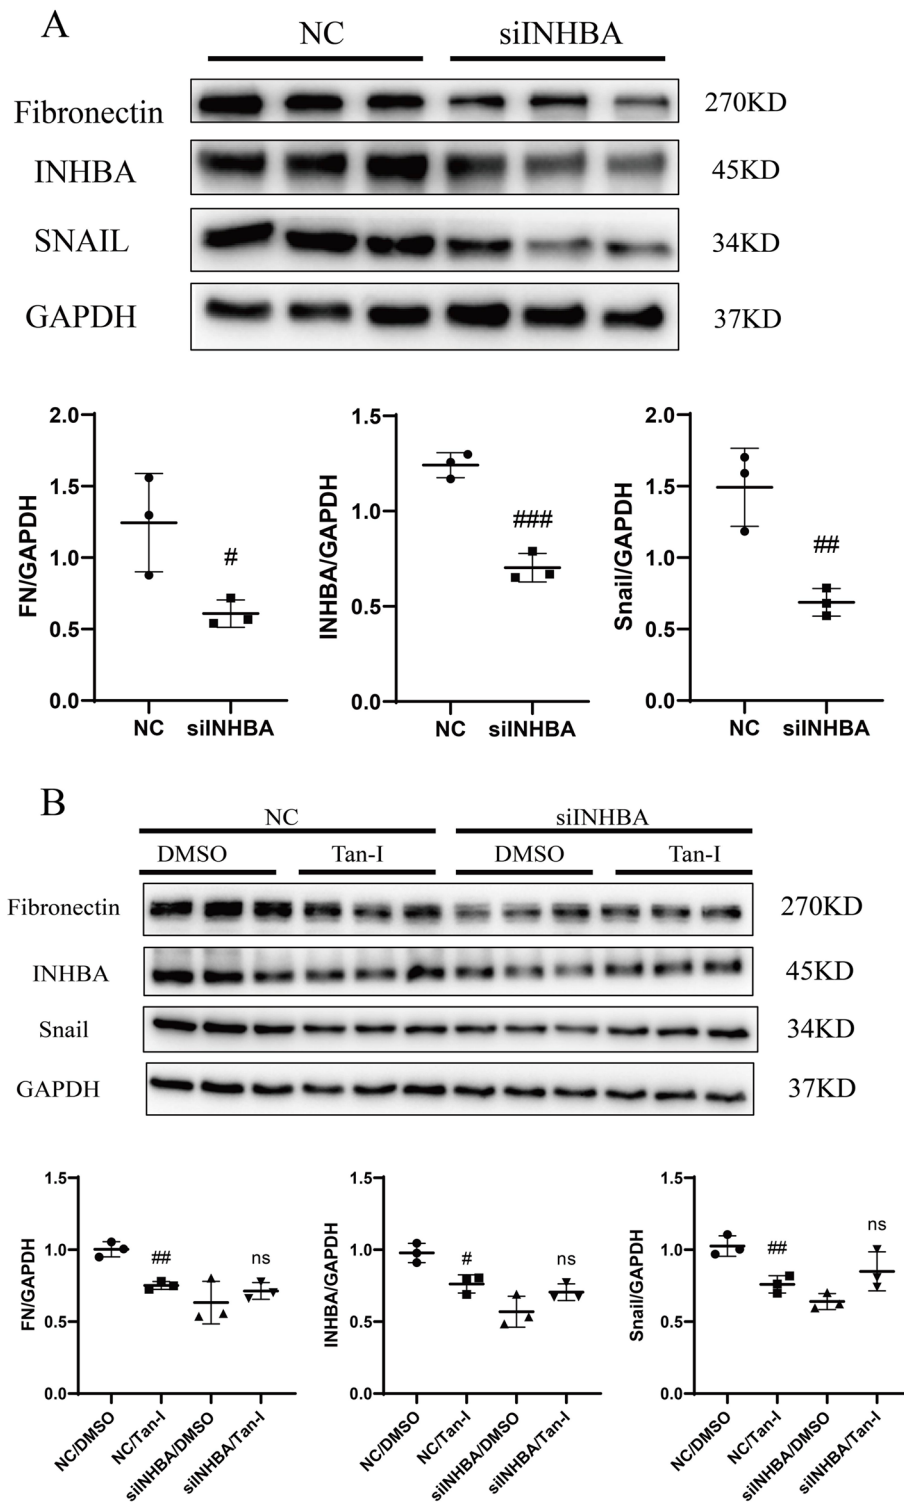 A
NC siINHBA
Fibronectin 270KD
INHBA 45KD
SNAIL 34KD
GAPDH 37KD
FN/GAPDH
2.0
1.5
1.0
0.5
0.0
#
NC siINHBA
INHBA/GAPDH
1.5
1.0
0.5
0.0
###
NC siINHBA
Snail/GAPDH
2.0
1.5
1.0
0.5
0.0
##
NC siINHBA
B
NC siINHBA
DMSO Tan-I DMSO Tan-I
Fibronectin 270KD
INHBA 45KD
Snail 34KD
GAPDH 37KD
FN/GAPDH
1.5
1.0
0.5
0.0
##
ns
NC/DMSO
NC/Tan-I
siINHBA/DMSO
siINHBA/Tan-I
INHBA/GAPDH
1.5
1.0
0.5
0.0
#
ns
NC/DMSO
NC/Tan-I
siINHBA/DMSO
siINHBA/Tan-I
Snail/GAPDH
1.5
1.0
0.5
0.0
##
ns
NC/DMSO
NC/Tan-I
siINHBA/DMSO
siINHBA/Tan-I